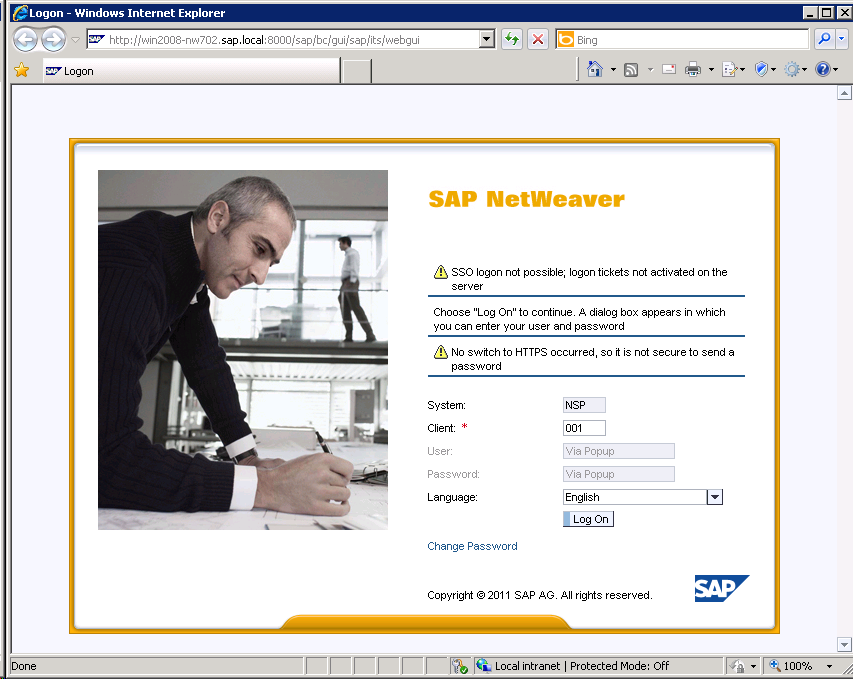 Logon - Windows Internet Explorer
http://win2008-nw702.sap.local:8000/sap/bc/gui/sap/its/webgui
Bing
SAP Logon
SAP NetWeaver
SSO logon not possible; logon tickets not activated on the
server
Choose "Log On" to continue. A dialog box appears in which
you can enter your user and password
No switch to HTTPS occurred, so it is not secure to send a
password
System: NSP
Client: * 001
User: Via Popup
Password: Via Popup
Language: English
Log On
Change Password
Copyright © 2011 SAP AG. All rights reserved. SAP
Done Local intranet | Protected Mode: Off 100%